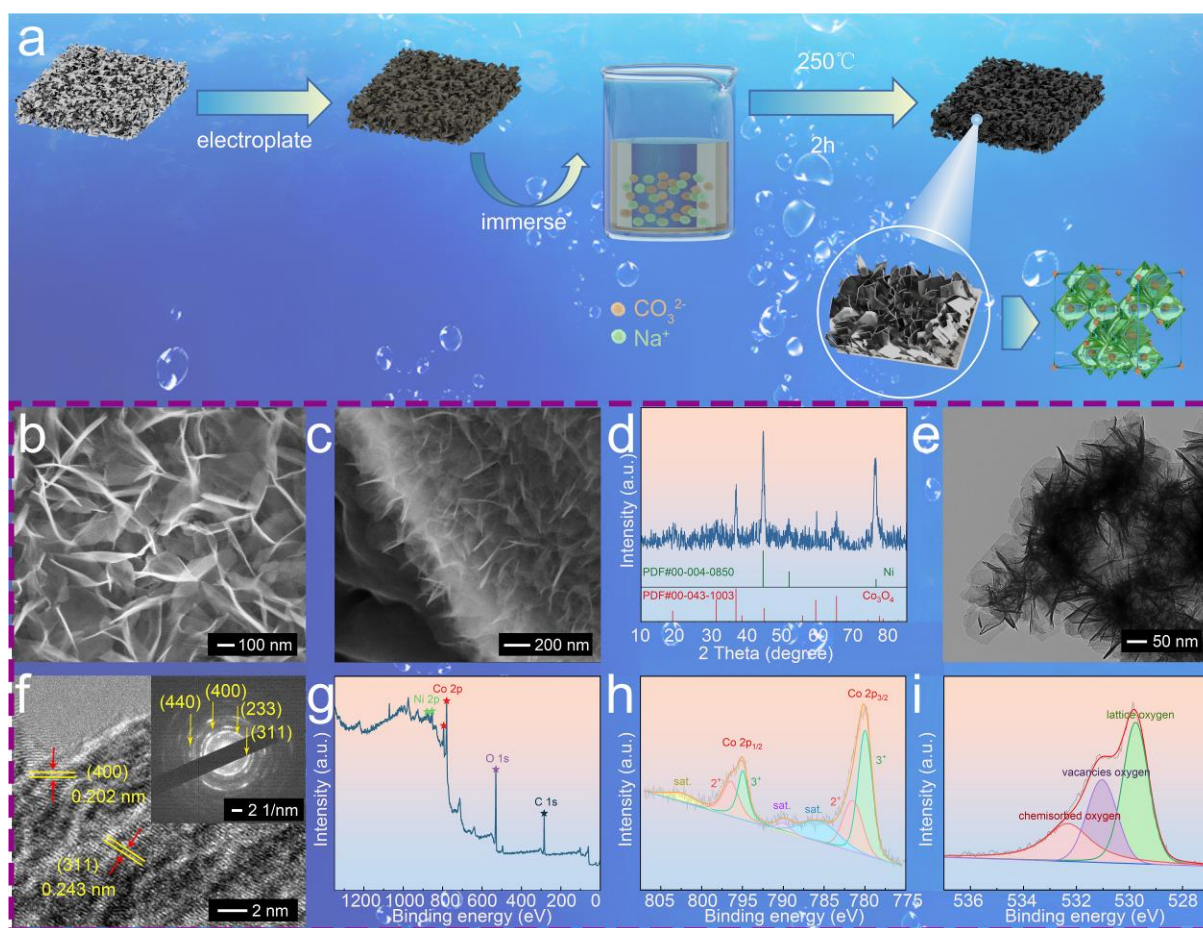 a
electroplate
immerse
250℃
2h
CO₃²⁻
Na⁺
b
100 nm
c
200 nm
d
Intensity (a.u.)
PDF#00-004-0850
Ni
PDF#00-043-1003
Co₃O₄
10 20 30 40 50 60 70 80
2 Theta (degree)
e
50 nm
f
(440)
(400)
(233)
(311)
2 1/nm
(400)
0.202 nm
(311)
0.243 nm
2 nm
g
Intensity (a.u.)
Co 2p
Ni 2p
O 1s
C 1s
1200 1000 800 600 400 200 0
Binding energy (eV)
h
Intensity (a.u.)
Co 2p3/2
Co 2p1/2
3⁺
2⁺
3⁺
2⁺
sat.
sat.
sat.
805 800 795 790 785 780 775
Binding energy (eV)
i
Intensity (a.u.)
lattice oxygen
vacancies oxygen
chemisorbed oxygen
536 534 532 530 528
Binding energy (eV)